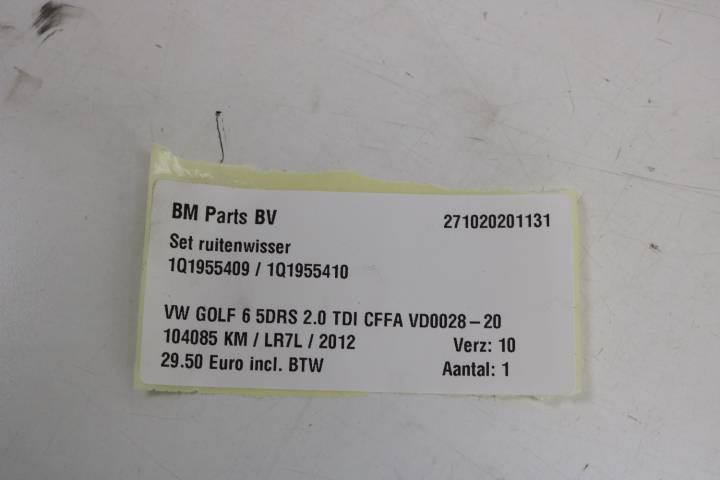 BM Parts BV 271020201131
Set ruitenwisser
1Q1955409 / 1Q1955410
VW GOLF 6 5DRS 2.0 TDI CFFA VD0028-20
104085 KM / LR7L / 2012 Verz: 10
29.50 Euro incl. BTW Aantal: 1